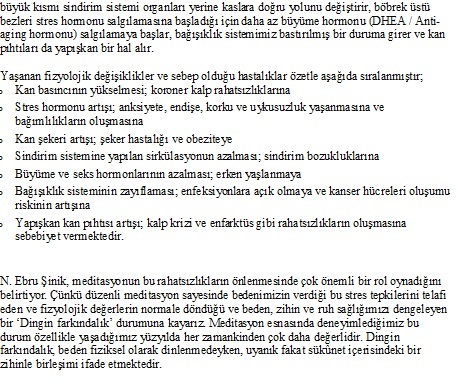 büyük kısmı sindirim sistemi organları yerine kaslara doğru yolunu değiştirir, böbrek üstü
bezleri stres hormonu salgılamasına başladığı için daha az büyüme hormonu (DHEA / Anti-
aging hormonu) salgılamaya başlar, bağışıklık sistemimiz bastırılmış bir duruma girer ve kan
pıhtıları da yapışkan bir hal alır.
Yaşanan fizyolojik değişiklikler ve sebep olduğu hastalıklar özetle aşağıda sıralanmıştır;
Kan basıncının yükselmesi; koroner kalp rahatsızlıklarına
Stres hormonu artışı; anksiyete, endişe, korku ve uykusuzluk yaşanmasına ve
bağımlılıkların oluşmasına
Kan şekeri artışı; şeker hastalığı ve obeziteye
Sindirim sistemine yapılan sirkülasyonun azalması; sindirim bozukluklarına
Büyüme ve seks hormonlarının azalması; erken yaşlanmaya
Bağışıklık sisteminin zayıflaması; enfeksiyonlara açık olmaya ve kanser hücreleri oluşumu
riskinin artışına
Yapışkan kan pıhtısı artışı; kalp krizi ve enfarktüs gibi rahatsızlıkların oluşmasına
sebebiyet vermektedir.
N. Ebru Şinik, meditasyonun bu rahatsızlıkların önlenmesinde çok önemli bir rol oynadığını
belirtiyor. Çünkü düzenli meditasyon sayesinde bedenimizin verdiği bu stres tepkilerini telafi
eden ve fizyolojik değerlerin normale döndüğü ve beden, zihin ve ruh sağlığımızı dengeleyen
bir ‘Dingin farkındalık’ durumuna kayarız. Meditasyon esnasında deneyimlediğimiz bu
durum özellikle yaşadığımız yüzyılda her zamankinden çok daha değerlidir. Dingin
farkındalık, beden fiziksel olarak dinlenmedeyken, uyanık fakat sükûnet içerisindeki bir
zihinle birleşimi ifade etmektedir.